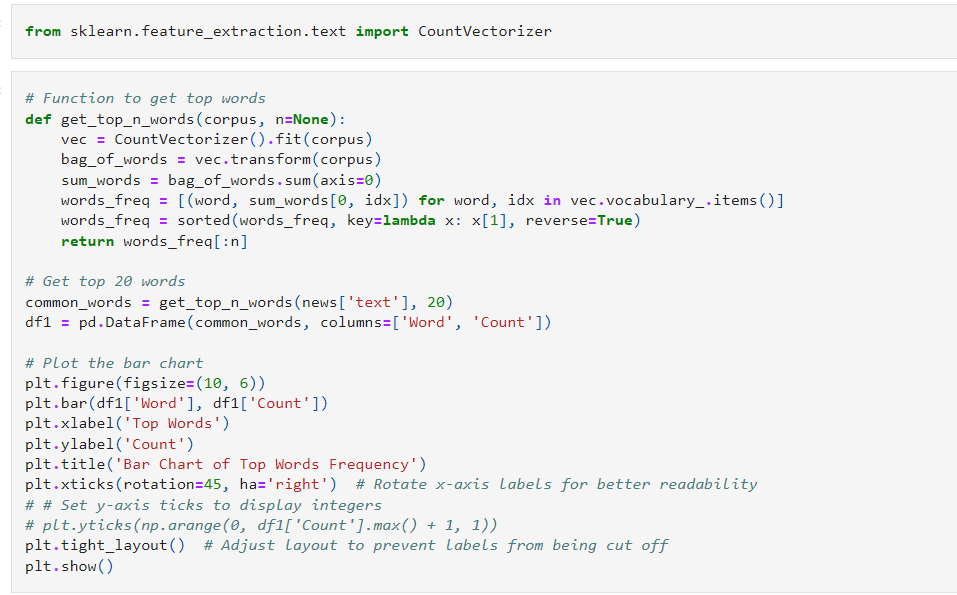 from sklearn.feature_extraction.text import CountVectorizer
# Function to get top words
def get_top_n_words(corpus, n=None):
    vec = CountVectorizer().fit(corpus)
    bag_of_words = vec.transform(corpus)
    sum_words = bag_of_words.sum(axis=0)
    words_freq = [(word, sum_words[0, idx]) for word, idx in vec.vocabulary_.items()]
    words_freq = sorted(words_freq, key=lambda x: x[1], reverse=True)
    return words_freq[:n]
# Get top 20 words
common_words = get_top_n_words(news['text'], 20)
df1 = pd.DataFrame(common_words, columns=['Word', 'Count'])
# Plot the bar chart
plt.figure(figsize=(10, 6))
plt.bar(df1['Word'], df1['Count'])
plt.xlabel('Top Words')
plt.ylabel('Count')
plt.title('Bar Chart of Top Words Frequency')
plt.xticks(rotation=45, ha='right')  # Rotate x-axis labels for better readability
# # Set y-axis ticks to display integers
# plt.yticks(np.arange(0, df1['Count'].max() + 1, 1))
plt.tight_layout()  # Adjust layout to prevent labels from being cut off
plt.show()